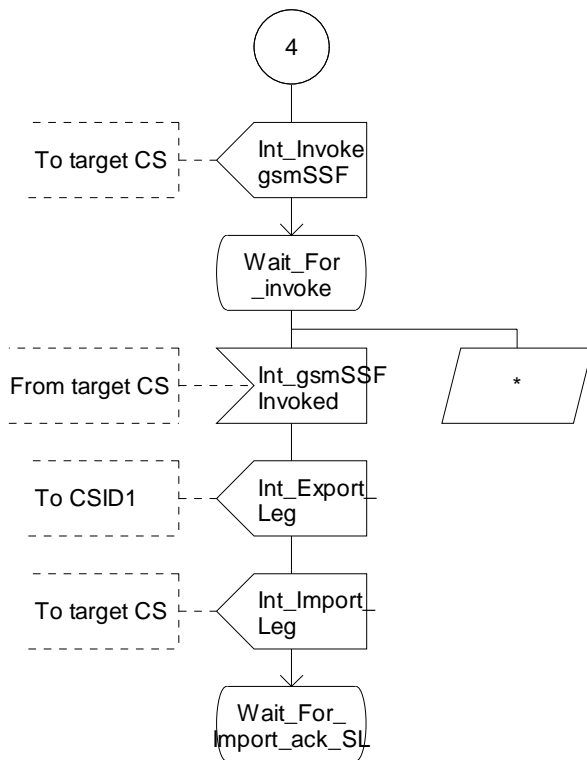 4
To target CS
Int_Invoke
gsmSSF
Wait_For
_invoke
From target CS
Int_gsmSSF
Invoked
*
To CSID1
Int_Export_
Leg
To target CS
Int_Import_
Leg
Wait_For_
Import_ack_SL